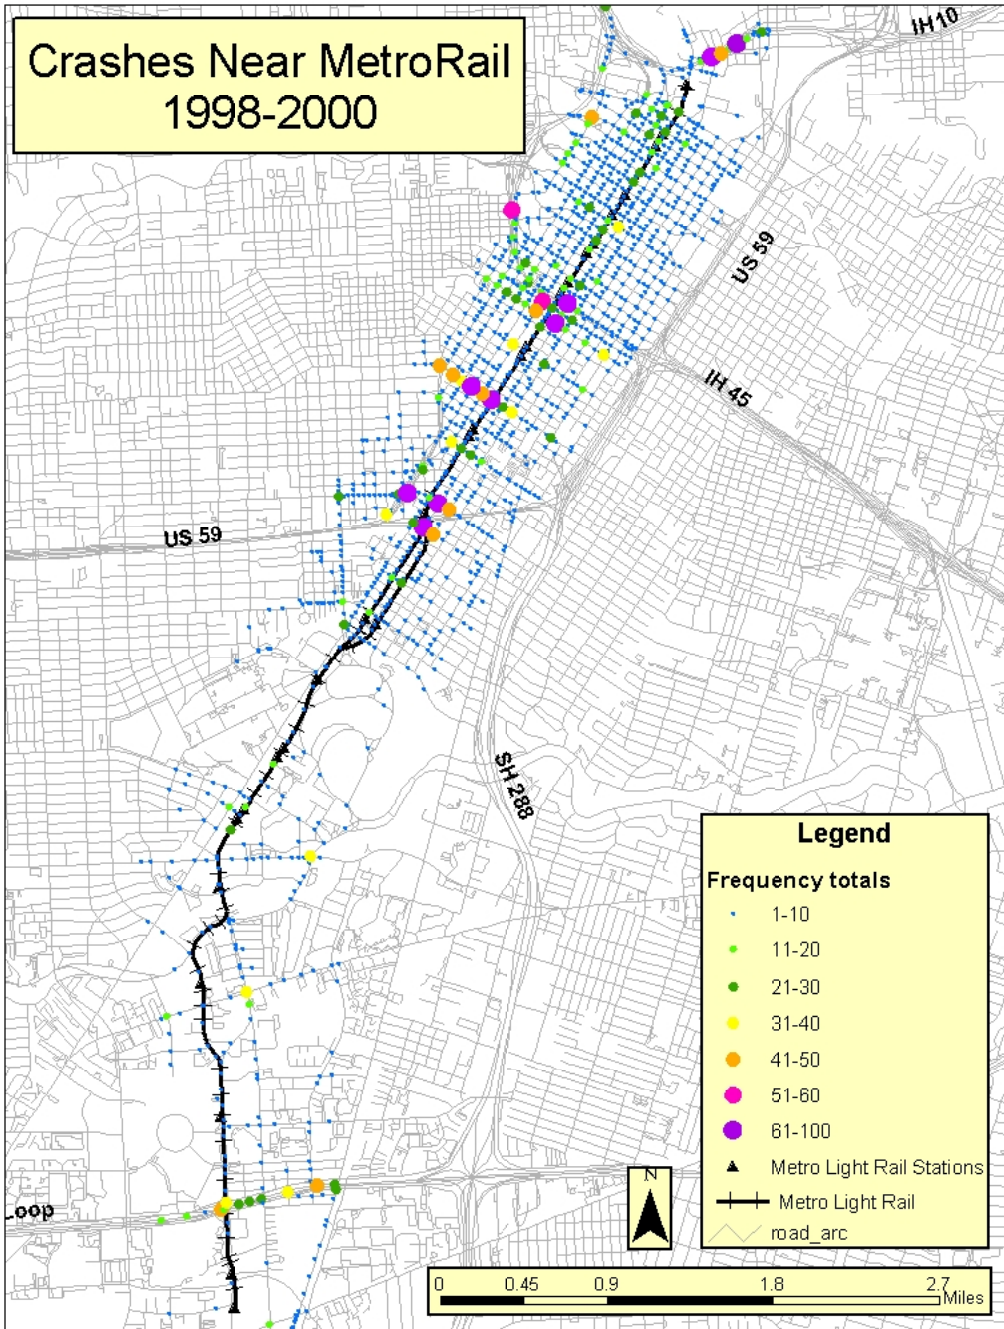 Crashes Near MetroRail
1998-2000
IH 10
US 59
IH 45
US 59
SH 288
Loop
Legend
Frequency totals
1-10
11-20
21-30
31-40
41-50
51-60
61-100
Metro Light Rail Stations
Metro Light Rail
road_arc
N
0 0.45 0.9 1.8 2.7
Miles